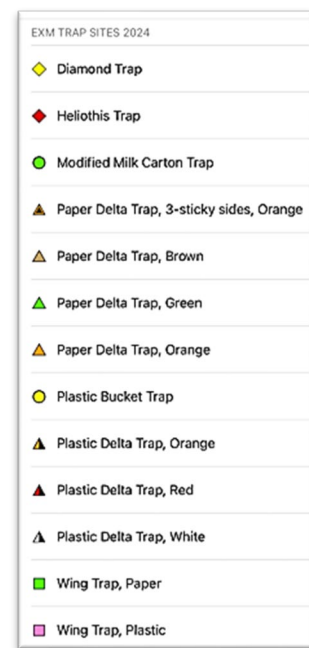 EXM TRAP SITES 2024
Diamond Trap
Heliothis Trap
Modified Milk Carton Trap
Paper Delta Trap, 3-sticky sides, Orange
Paper Delta Trap, Brown
Paper Delta Trap, Green
Paper Delta Trap, Orange
Plastic Bucket Trap
Plastic Delta Trap, Orange
Plastic Delta Trap, Red
Plastic Delta Trap, White
Wing Trap, Paper
Wing Trap, Plastic